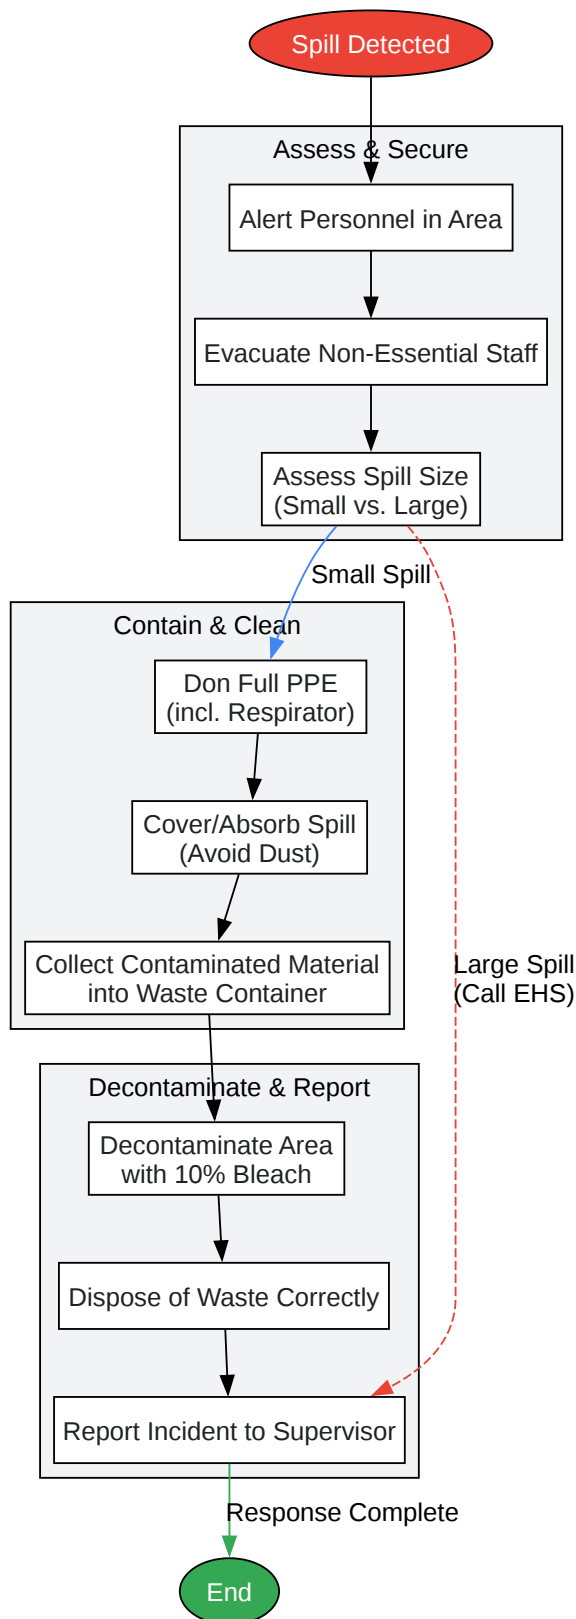 Spill Detected
Assess & Secure
Alert Personnel in Area
Evacuate Non-Essential Staff
Assess Spill Size
(Small vs. Large)
Small Spill
Contain & Clean
Don Full PPE
(incl. Respirator)
Cover/Absorb Spill
(Avoid Dust)
Collect Contaminated Material
into Waste Container
Large Spill
(Call EHS)
Decontaminate & Report
Decontaminate Area
with 10% Bleach
Dispose of Waste Correctly
Report Incident to Supervisor
Response Complete
End